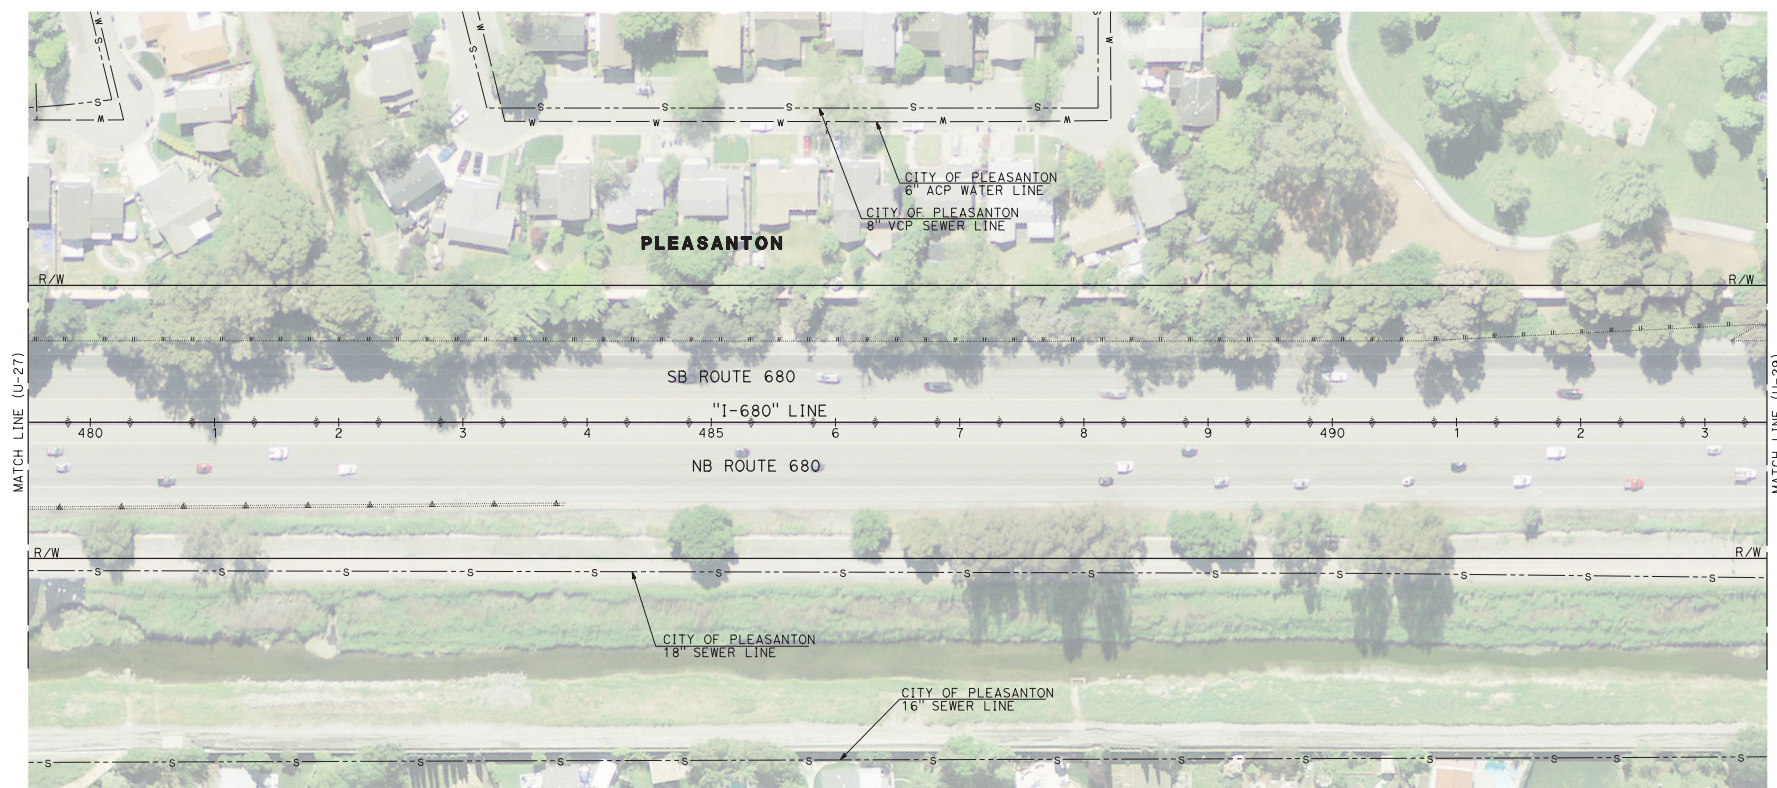 CITY OF PLEASANTON
6" ACP WATER LINE
CITY OF PLEASANTON
8" VCP SEWER LINE
PLEASANTON
R/W
R/W
MATCH LINE (U-27)
SB ROUTE 680
"I-680" LINE
480 1 2 3 4 485 6 7 8 9 490 1 2 3
NB ROUTE 680
R/W
R/W
CITY OF PLEASANTON
18" SEWER LINE
CITY OF PLEASANTON
16" SEWER LINE